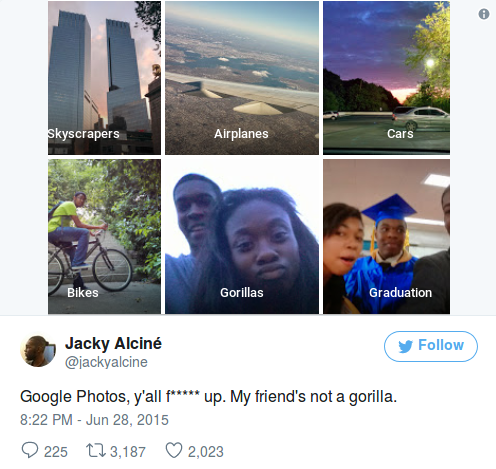 Skyscrapers
Airplanes
Cars
Bikes
Gorillas
Graduation
Jacky Alciné
@jackyalcine
Follow
Google Photos, y'all f***** up. My friend's not a gorilla.
8:22 PM - Jun 28, 2015
225 3,187 2,023